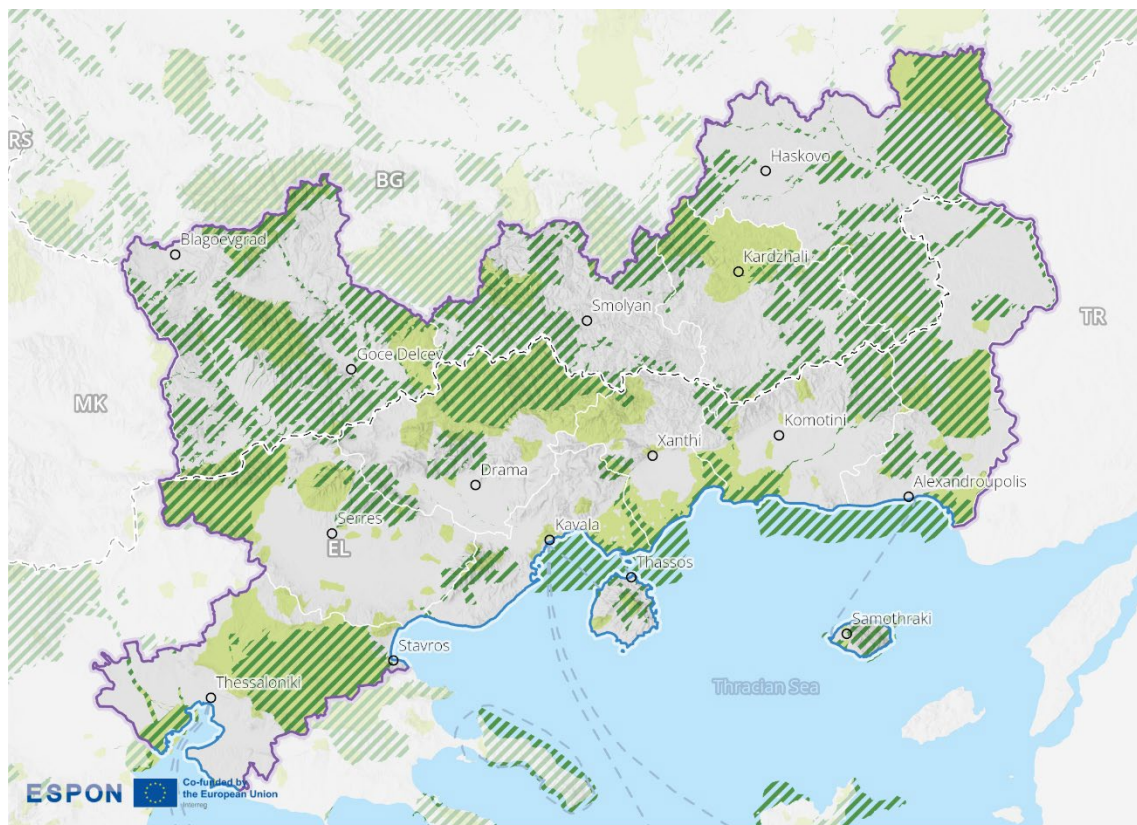 Haskovo
RS
BG
Blagoevgrad
Kardzhali
Smolyan
TR
Goce Delcev
MK
Komotini
Xanthi
Drama
Alexandroupolis
Serres
Kavala
EL
Thassos
Samothraki
Stavros
Thracian Sea
Thessaloniki
ESPON
Co-funded by
the European Union
Interreg